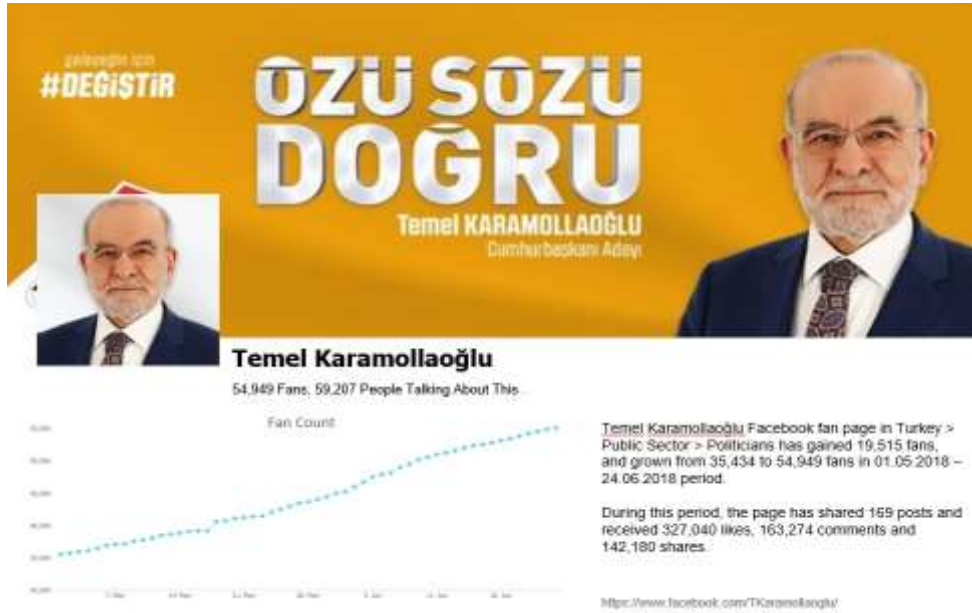 geleceğin için
#DEĞİŞTİR
ÖZÜ SÖZÜ
DOĞRU
Temel KARAMOLLAOĞLU
Cumhurbaşkanı Adayı
Temel Karamollaoğlu
54,949 Fans, 59,207 People Talking About This
Fan Count
Temel Karamollaoğlu Facebook fan page in Turkey >
Public Sector > Politicians has gained 19,515 fans,
and grown from 35,434 to 54,949 fans in 01.05.2018 –
24.06.2018 period.
During this period, the page has shared 169 posts and
received 327,040 likes, 163,274 comments and
142,180 shares.
https://www.facebook.com/TKaramollaoglu/